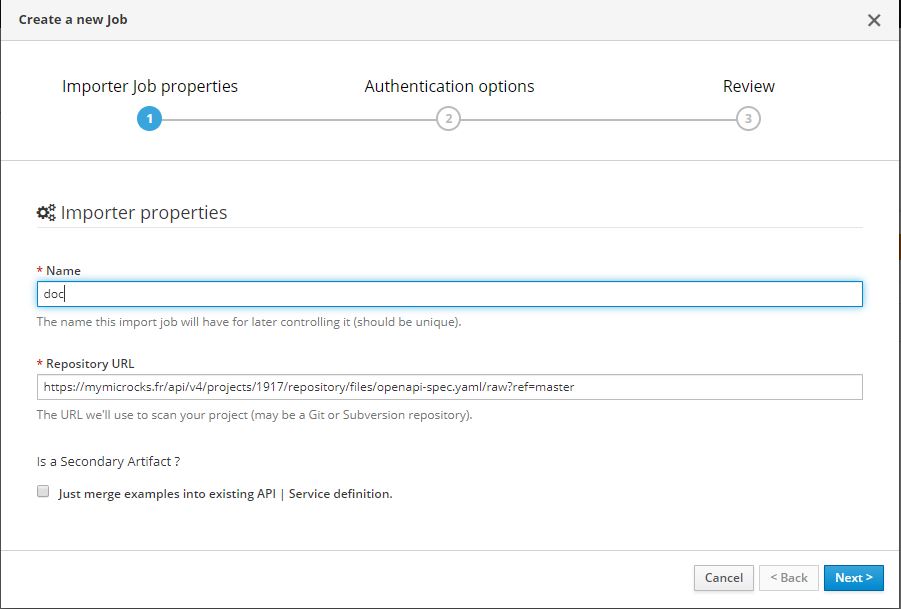 Create a new Job
Importer Job properties
Authentication options
Review
1
2
3
Importer properties
* Name
doc
The name this import job will have for later controlling it (should be unique).
* Repository URL
https://mymicrocks.fr/api/v4/projects/1917/repository/files/openapi-spec.yaml/raw?ref=master
The URL we'll use to scan your project (may be a Git or Subversion repository).
Is a Secondary Artifact ?
Just merge examples into existing API | Service definition.
Cancel
< Back
Next >